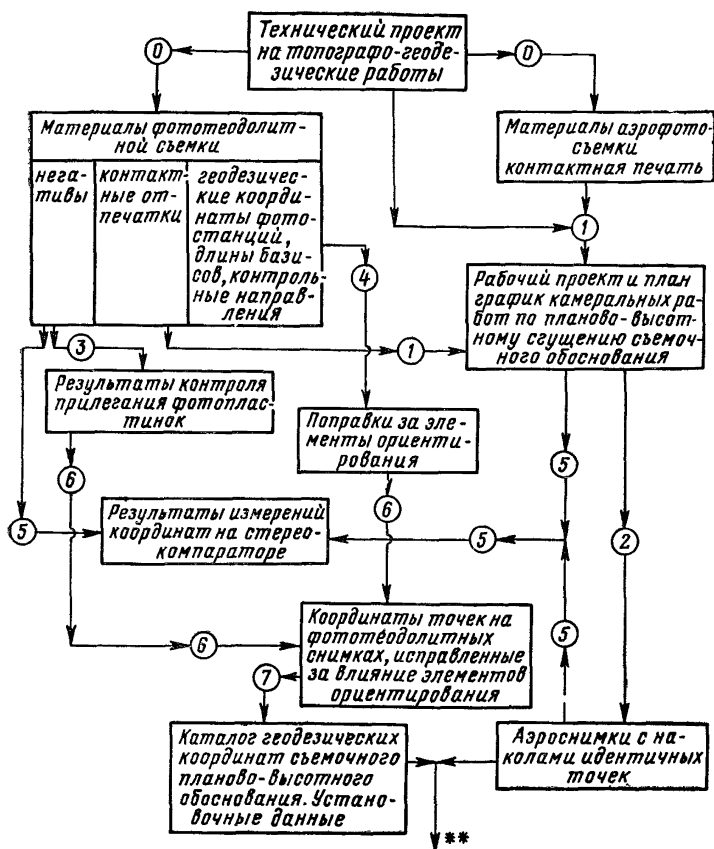 Технический проект
на топографо-геоде-
зические работы
0
0
Материалы фототеодолит-
ной съемки
нега-
тивы
контакт-
ные от-
печатки
геодезичес-
кие коорди-
наты фото-
станций,
длины бази-
сов, контроль-
ные направ-
ления
Материалы аэрофото-
съемки
контактная печать
1
4
Рабочий проект и план
график камеральных ра-
бот по планово-высот-
ному сгущению съемоч-
ного обоснования
3
1
Результаты контроля
прилегания фотоплас-
тинок
Поправки за эле-
менты ориенти-
рования
5
6
6
5
Результаты измерений
координат на стерео-
компараторе
5
2
5
6
Координаты точек на
фототеодолитных
снимках, исправленные
за влияние элементов
ориентирования
7
Каталог геодезических
координат съемочного
планово-высотного
обоснования. Устано-
вочные данные
Аэроснимки с на-
колами идентичных
точек
**